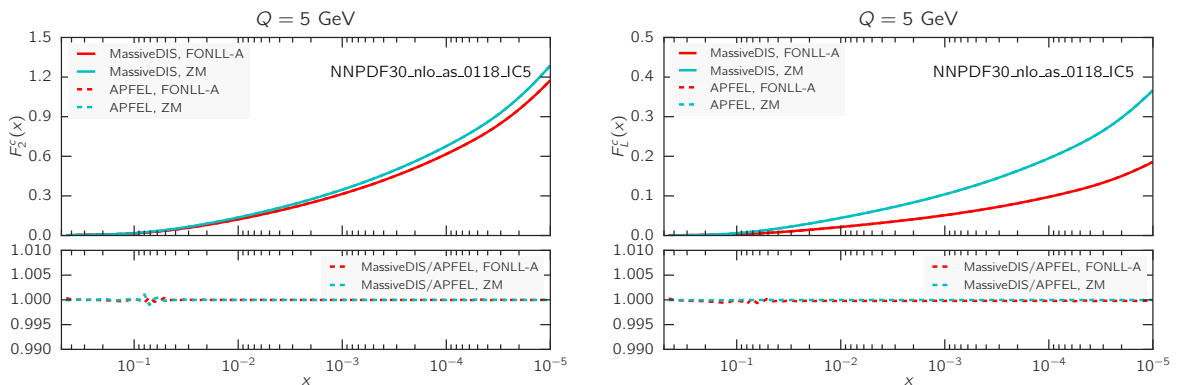 Q = 5 GeV
1.5
1.2
0.9
0.6
0.3
0.0
F₂ᶜ(x)
MassiveDIS, FONLL-A
MassiveDIS, ZM
APFEL, FONLL-A
APFEL, ZM
NNPDF30_nlo_as_0118_IC5
1.010
1.005
1.000
0.995
0.990
MassiveDIS/APFEL, FONLL-A
MassiveDIS/APFEL, ZM
10⁻¹ 10⁻² 10⁻³ 10⁻⁴ 10⁻⁵
x
Q = 5 GeV
0.5
0.4
0.3
0.2
0.1
0.0
F_Lᶜ(x)
MassiveDIS, FONLL-A
MassiveDIS, ZM
APFEL, FONLL-A
APFEL, ZM
NNPDF30_nlo_as_0118_IC5
1.010
1.005
1.000
0.995
0.990
MassiveDIS/APFEL, FONLL-A
MassiveDIS/APFEL, ZM
10⁻¹ 10⁻² 10⁻³ 10⁻⁴ 10⁻⁵
x